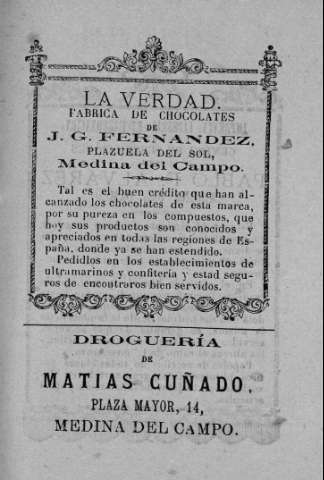 LA VERDAD.
FABRICA DE CHOCOLATES
DE
J. G. FERNANDEZ,
PLAZUELA DEL SOL,
Medina del Campo.
Tal es el buen crédito que han al-
canzado los chocolates de esta marca,
por su pureza en los compuestos, que
hoy sus productos son conocidos y
apreciados en todas las regiones de Es-
paña, donde ya se han estendido.
Pedidlos en los establecimientos de
ultramarinos y confitería y estad segu-
ros de encontraros bien servidos.
DROGUERÍA
DE
MATIAS CUÑADO,
PLAZA MAYOR, 14,
MEDINA DEL CAMPO.